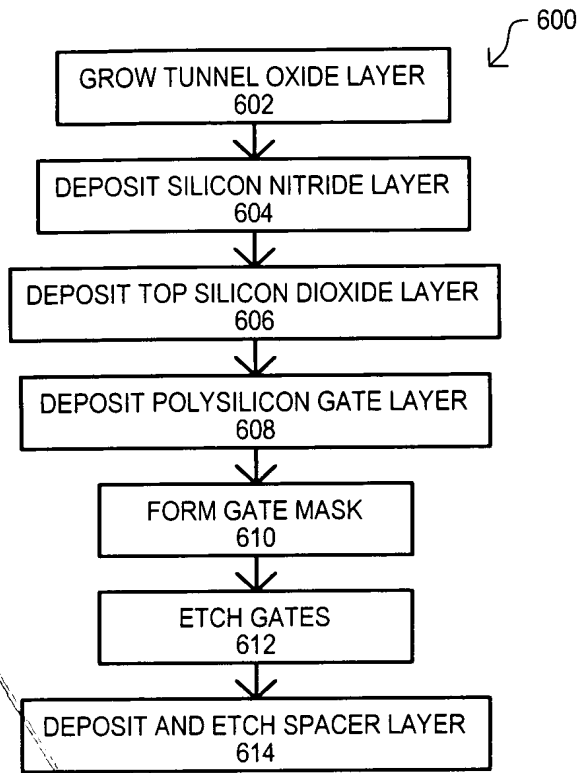 600
GROW TUNNEL OXIDE LAYER
602
DEPOSIT SILICON NITRIDE LAYER
604
DEPOSIT TOP SILICON DIOXIDE LAYER
606
DEPOSIT POLYSILICON GATE LAYER
608
FORM GATE MASK
610
ETCH GATES
612
DEPOSIT AND ETCH SPACER LAYER
614